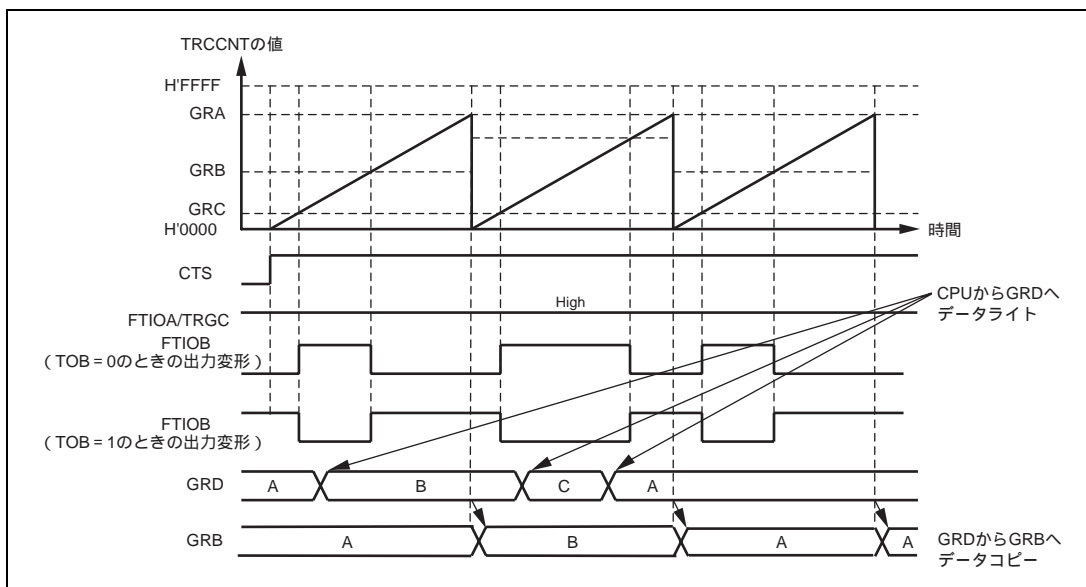 TRCCNTの値
H'FFFF
GRA
GRB
GRC
H'0000
時間
CTS
CPUからGRDへ
データライト
High
FTIOA/TRGC
FTIOB
（TOB = 0のときの出力変形）
FTIOB
（TOB = 1のときの出力変形）
GRD
A
B
C
A
GRB
A
B
A
A
GRDからGRBへ
データコピー